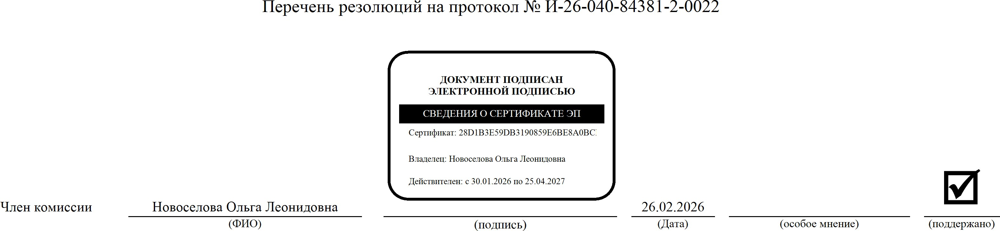 Перечень резолюций на протокол № И-26-040-84381-2-0022
ДОКУМЕНТ ПОДПИСАН
ЭЛЕКТРОННОЙ ПОДПИСЬЮ
СВЕДЕНИЯ О СЕРТИФИКАТЕ ЭП
Сертификат: 28D1B3E59DB3190859E6BE8A0BC
Владелец: Новоселова Ольга Леонидовна
Действителен: с 30.01.2026 по 25.04.2027
Член комиссии Новоселова Ольга Леонидовна 26.02.2026
(ФИО) (подпись) (Дата) (особое мнение) (поддержано)